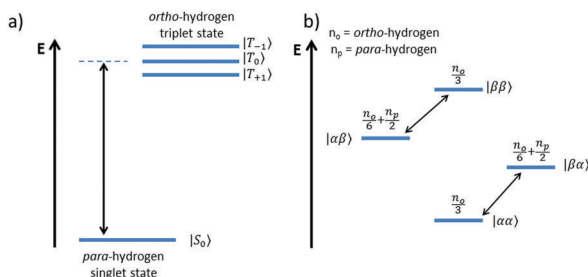 a)
E
ortho-hydrogen
triplet state
|T₋₁⟩
|T₀⟩
|T₊₁⟩
|S₀⟩
para-hydrogen
singlet state
b)
nₒ = ortho-hydrogen
nₚ = para-hydrogen
E
nₒ/3
|ββ⟩
nₒ/6 + nₚ/2
|αβ⟩
nₒ/6 + nₚ/2
|βα⟩
nₒ/3
|αα⟩